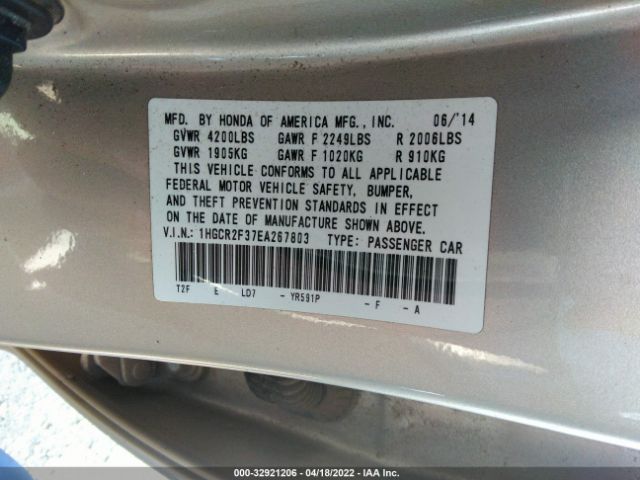 MFD. BY HONDA OF AMERICA MFG., INC. 06/'14
GVWR 4200LBS GAWR F 2249LBS R 2006LBS
GVWR 1905KG GAWR F 1020KG R 910KG
THIS VEHICLE CONFORMS TO ALL APPLICABLE
FEDERAL MOTOR VEHICLE SAFETY, BUMPER,
AND THEFT PREVENTION STANDARDS IN EFFECT
ON THE DATE OF MANUFACTURE SHOWN ABOVE.
V.I.N.: 1HGCR2F37EA267803 TYPE: PASSENGER CAR
T2F E LD7 - YR591P - F - A
000-32921206 - 04/18/2022 - IAA Inc.